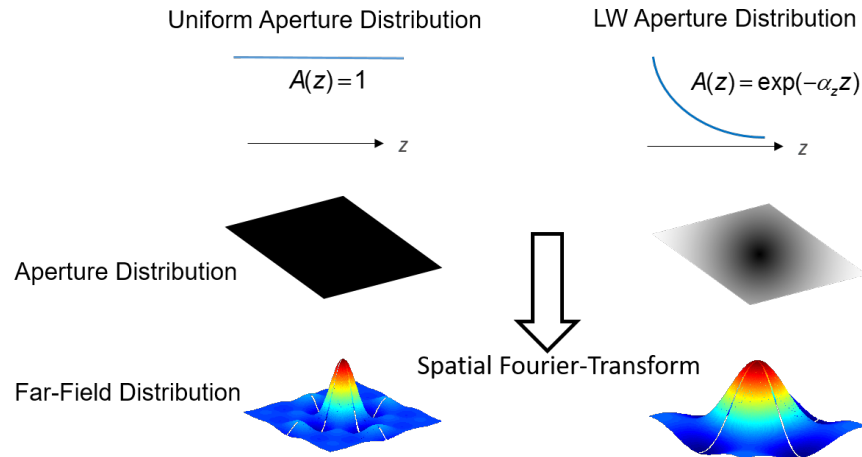 Uniform Aperture Distribution
LW Aperture Distribution
A(z) = 1
A(z) = exp(-α_z z)
z
z
Aperture Distribution
Spatial Fourier-Transform
Far-Field Distribution